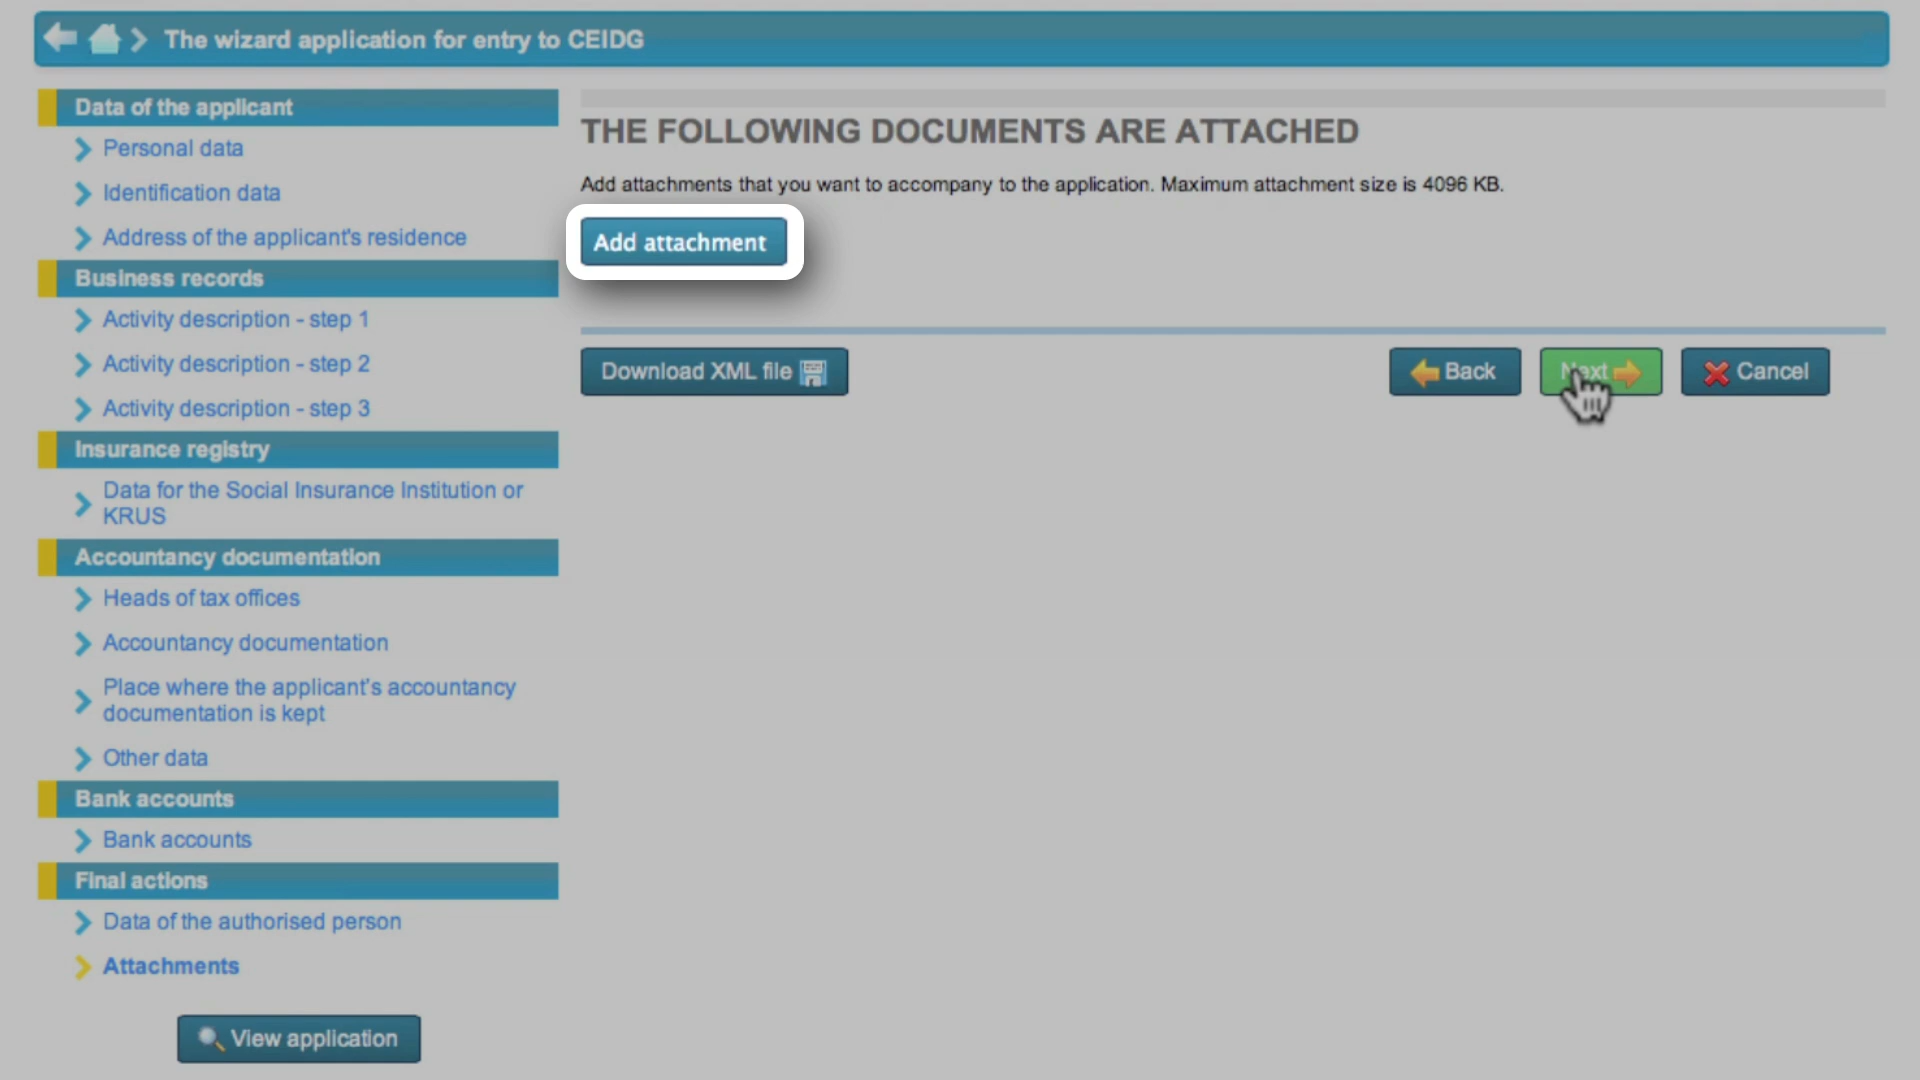 The wizard application for entry to CEIDG
Data of the applicant
Personal data
Identification data
Address of the applicant's residence
Business records
Activity description - step 1
Activity description - step 2
Activity description - step 3
Insurance registry
Data for the Social Insurance Institution or
KRUS
Accountancy documentation
Heads of tax offices
Accountancy documentation
Place where the applicant's accountancy
documentation is kept
Other data
Bank accounts
Bank accounts
Final actions
Data of the authorised person
Attachments
View application
THE FOLLOWING DOCUMENTS ARE ATTACHED
Add attachments that you want to accompany to the application. Maximum attachment size is 4096 KB.
Add attachment
Download XML file
Back
Next
Cancel